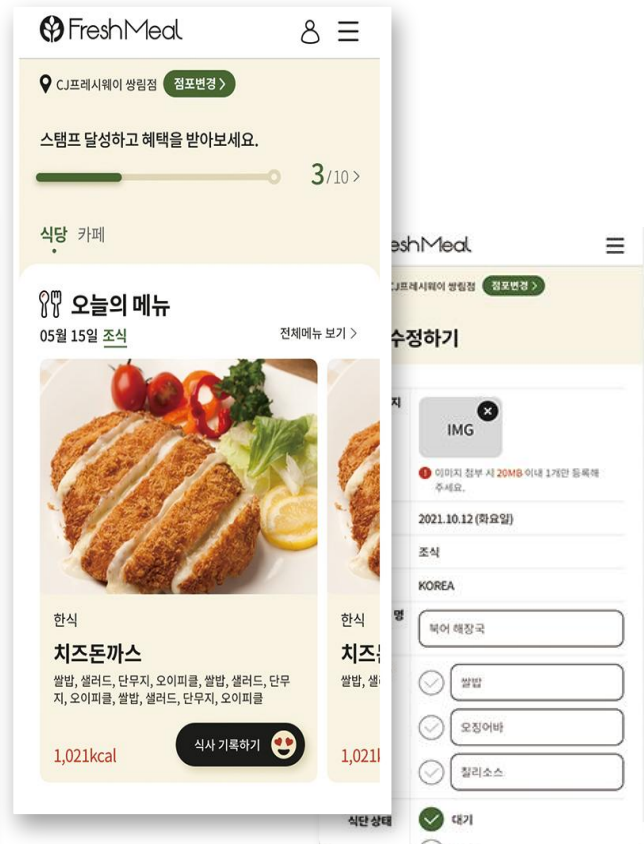 FreshMeal
CJ프레시웨이 쌍림점 점포변경 >
스탬프 달성하고 혜택을 받아보세요.
3/10 >
식당 카페
오늘의 메뉴
05월 15일 조식 전체메뉴 보기 >
한식
치즈돈까스
쌀밥, 샐러드, 단무지, 오이피클, 쌀밥, 샐러드, 단무
지, 오이피클, 쌀밥, 샐러드, 단무지, 오이피클
1,021kcal 식사 기록하기
한식
치즈
쌀밥, 샐
1,021
eshMeal
CJ프레시웨이 쌍림점 점포변경 >
수정하기
지
IMG
이미지 첨부 시 20MB 이내 1개만 등록해
주세요.
2021.10.12 (화요일)
조식
KOREA
명 북어 해장국
쌀밥
오징어바
칠리소스
식단 상태 대기